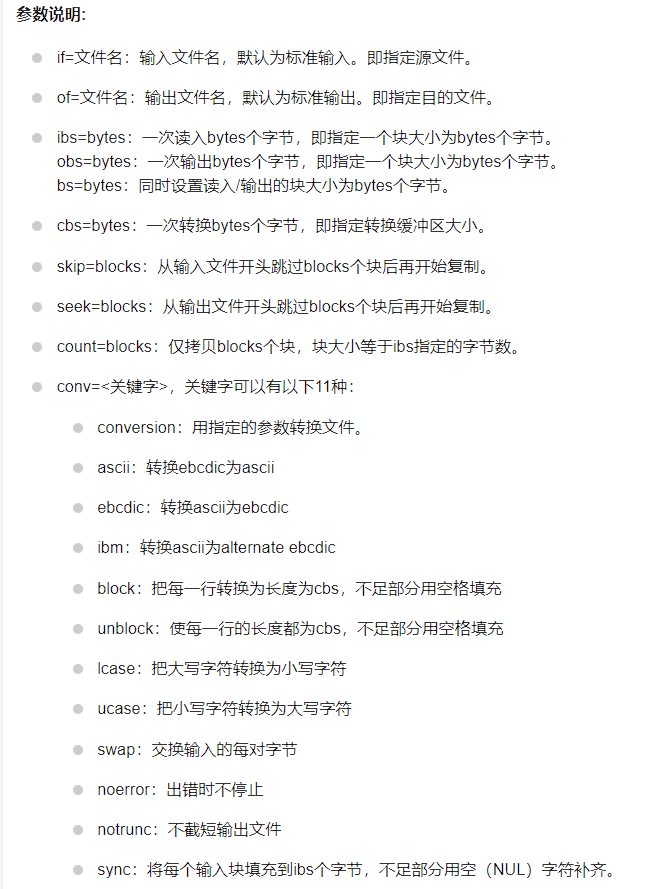 参数说明:
if=文件名：输入文件名，默认为标准输入。即指定源文件。
of=文件名：输出文件名，默认为标准输出。即指定目的文件。
ibs=bytes：一次读入bytes个字节，即指定一个块大小为bytes个字节。
obs=bytes：一次输出bytes个字节，即指定一个块大小为bytes个字节。
bs=bytes：同时设置读入/输出的块大小为bytes个字节。
cbs=bytes：一次转换bytes个字节，即指定转换缓冲区大小。
skip=blocks：从输入文件开头跳过blocks个块后再开始复制。
seek=blocks：从输出文件开头跳过blocks个块后再开始复制。
count=blocks：仅拷贝blocks个块，块大小等于ibs指定的字节数。
conv=<关键字>，关键字可以有以下11种：
conversion：用指定的参数转换文件。
ascii：转换ebcdic为ascii
ebcdic：转换ascii为ebcdic
ibm：转换ascii为alternate ebcdic
block：把每一行转换为长度为cbs，不足部分用空格填充
unblock：使每一行的长度都为cbs，不足部分用空格填充
lcase：把大写字符转换为小写字符
ucase：把小写字符转换为大写字符
swap：交换输入的每对字节
noerror：出错时不停止
notrunc：不截短输出文件
sync：将每个输入块填充到ibs个字节，不足部分用空（NUL）字符补齐。